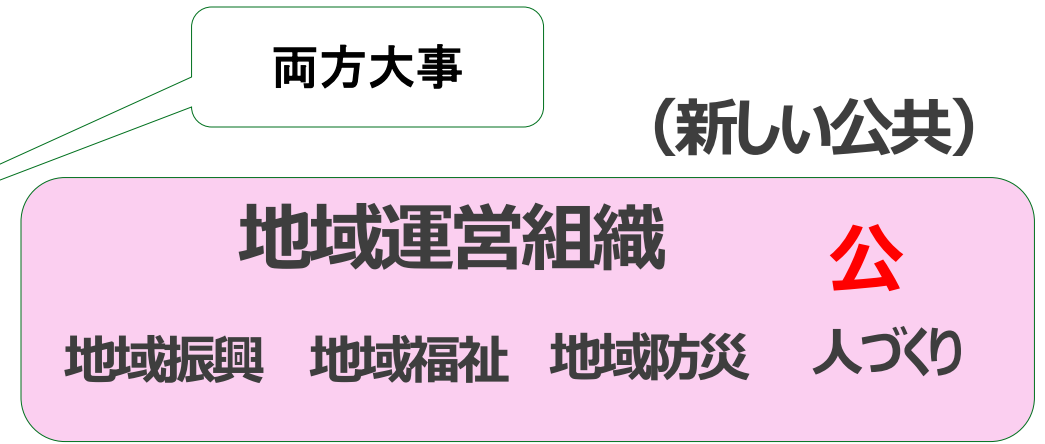 両方大事
（新しい公共）
地域運営組織
公
地域振興 地域福祉 地域防災 人づくり